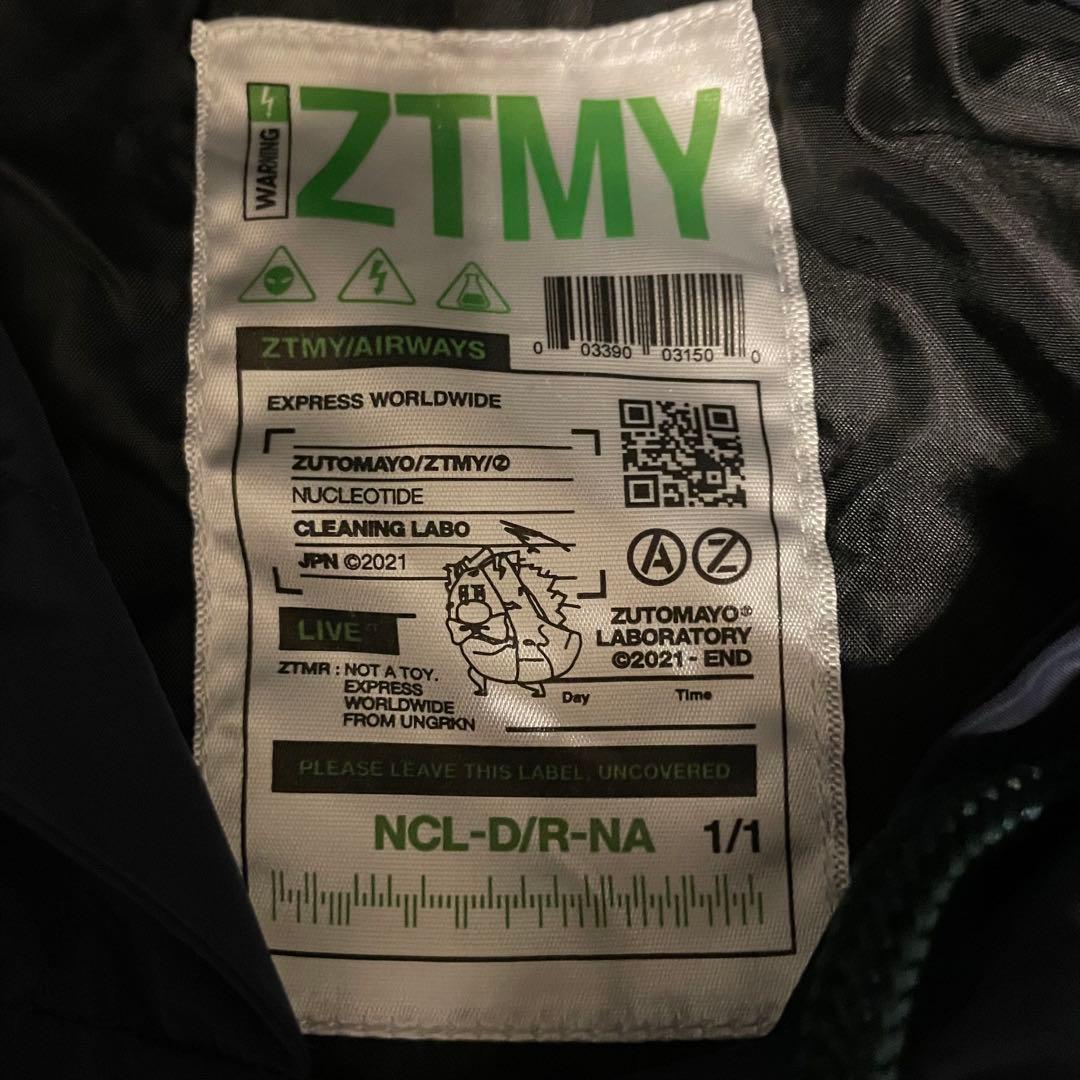 WARNING
ZTMY
ZTMY/AIRWAYS
0 03390 03150 0
EXPRESS WORLDWIDE
ZUTOMAYO/ZTMY/Ⓩ
NUCLEOTIDE
CLEANING LABO
JPN ©2021
A Z
ZUTOMAYO®
LABORATORY
©2021 - END
LIVE
ZTMR : NOT A TOY.
EXPRESS
WORLDWIDE
FROM UNGRKN
Day Time
PLEASE LEAVE THIS LABEL, UNCOVERED
NCL-D/R-NA 1/1